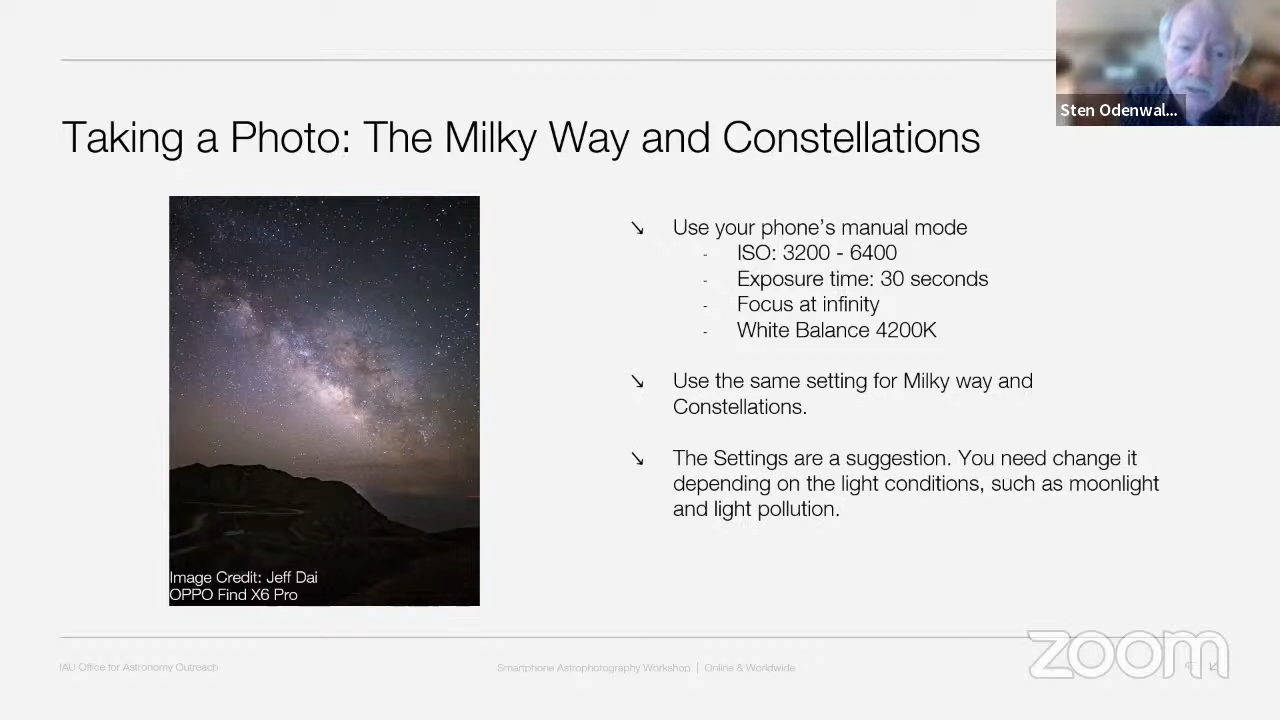 Sten Odenwal...
Taking a Photo: The Milky Way and Constellations
Image Credit: Jeff Dai
OPPO Find X6 Pro
↘ Use your phone’s manual mode
- ISO: 3200 - 6400
- Exposure time: 30 seconds
- Focus at infinity
- White Balance 4200K
↘ Use the same setting for Milky way and
Constellations.
↘ The Settings are a suggestion. You need change it
depending on the light conditions, such as moonlight
and light pollution.
IAU Office for Astronomy Outreach
Smartphone Astrophotography Workshop | Online & Worldwide
zoom